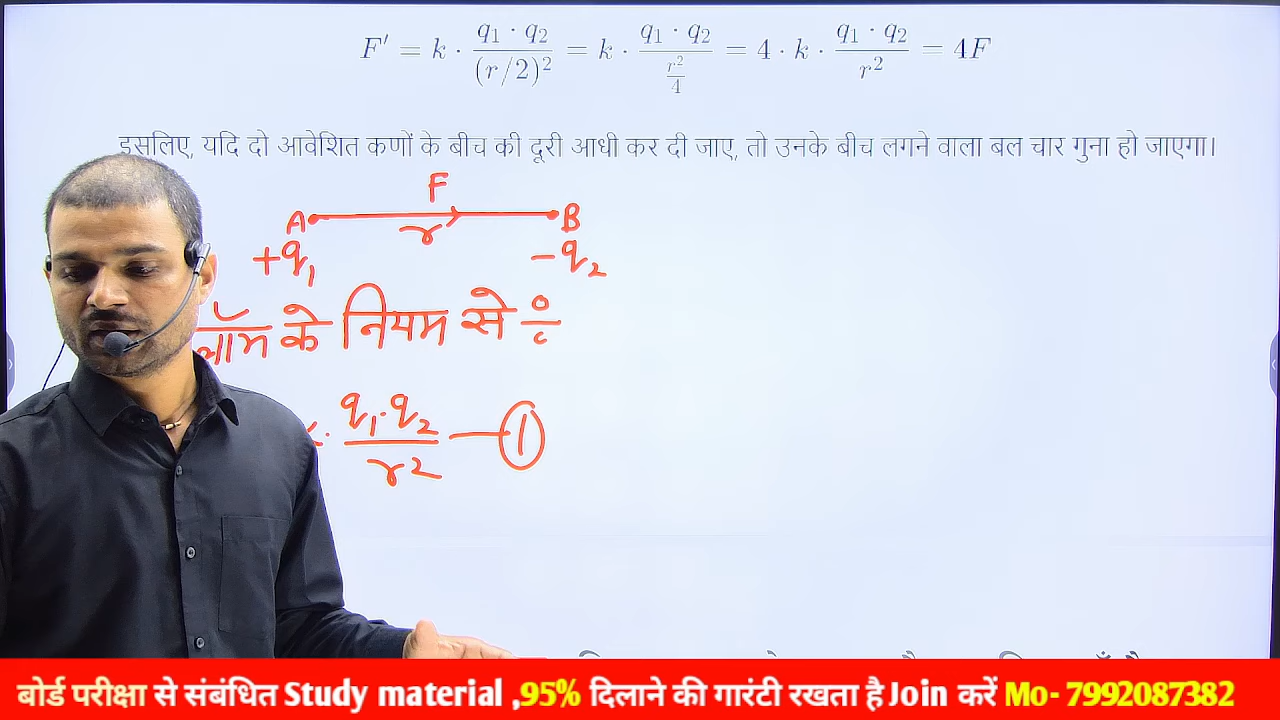 F′ = k · q₁ · q₂ / (r/2)² = k · q₁ · q₂ / (r²/4) = 4 · k · q₁ · q₂ / r² = 4F
इसलिए, यदि दो आवेशित कणों के बीच की दूरी आधी कर दी जाए, तो उनके बीच लगने वाला बल चार गुना हो जाएगा।
F
A B
r
+q₁ −q₂
के नियम से
· q₁·q₂ / r² — ①
बोर्ड परीक्षा से संबंधित Study material ,95% दिलाने की गारंटी रखता है Join करें Mo- 7992087382